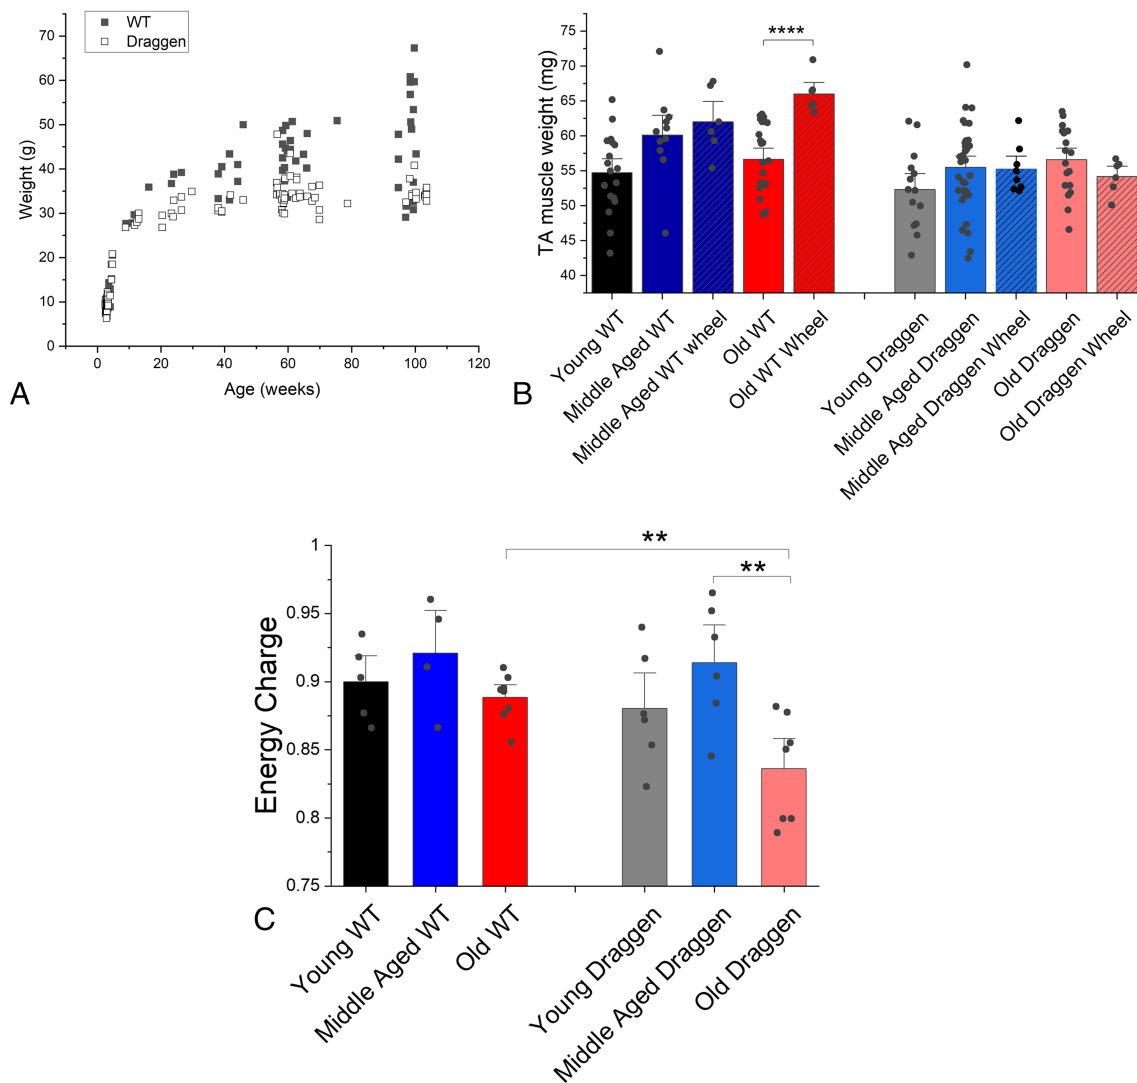 WT
Draggen
70
60
50
40
30
20
10
0
Weight (g)
0 20 40 60 80 100 120
Age (weeks)
A
****
75
70
65
60
55
50
45
40
TA muscle weight (mg)
Young WT
Middle Aged WT
Middle Aged WT wheel
Old WT
Old WT Wheel
Young Draggen
Middle Aged Draggen
Middle Aged Draggen Wheel
Old Draggen
Old Draggen Wheel
B
**
**
1
0.95
0.9
0.85
0.8
0.75
Energy Charge
Young WT
Middle Aged WT
Old WT
Young Draggen
Middle Aged Draggen
Old Draggen
C